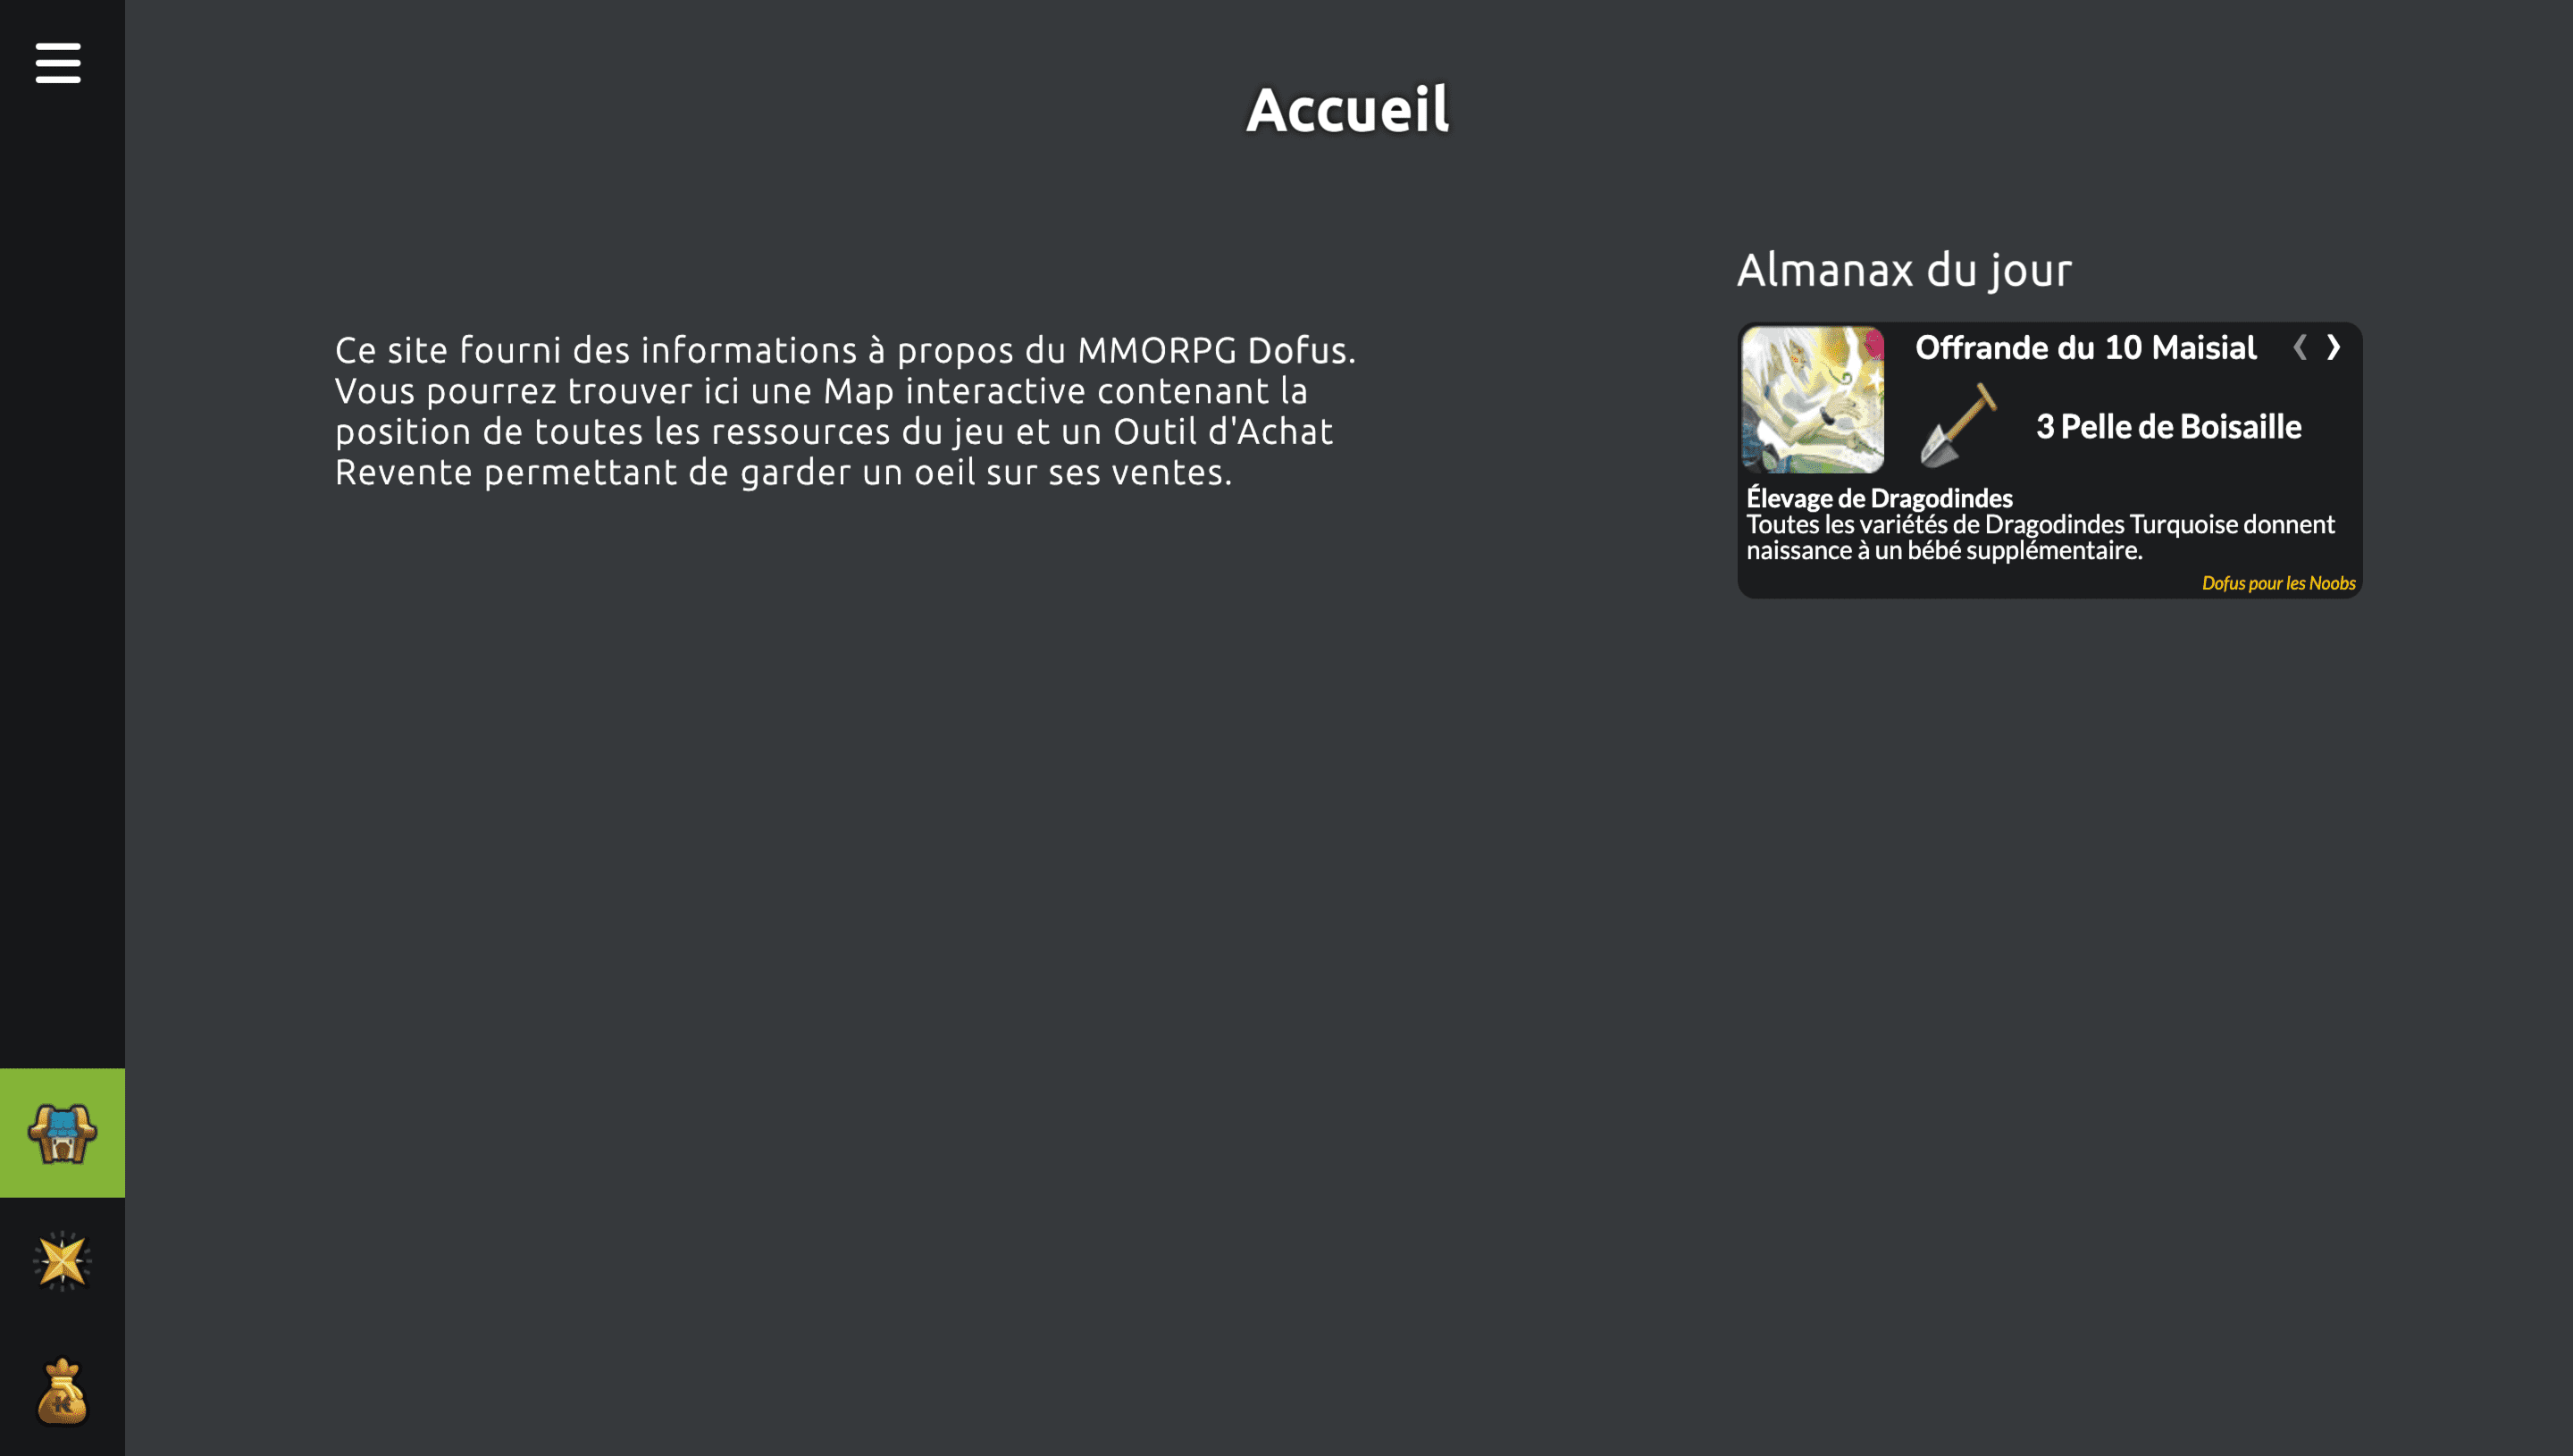 Accueil
Ce site fourni des informations à propos du MMORPG Dofus.
Vous pourrez trouver ici une Map interactive contenant la
position de toutes les ressources du jeu et un Outil d'Achat
Revente permettant de garder un oeil sur ses ventes.
Almanax du jour
Offrande du 10 Maisial
3 Pelle de Boisaille
Élevage de Dragodindes
Toutes les variétés de Dragodindes Turquoise donnent
naissance à un bébé supplémentaire.
Dofus pour les Noobs